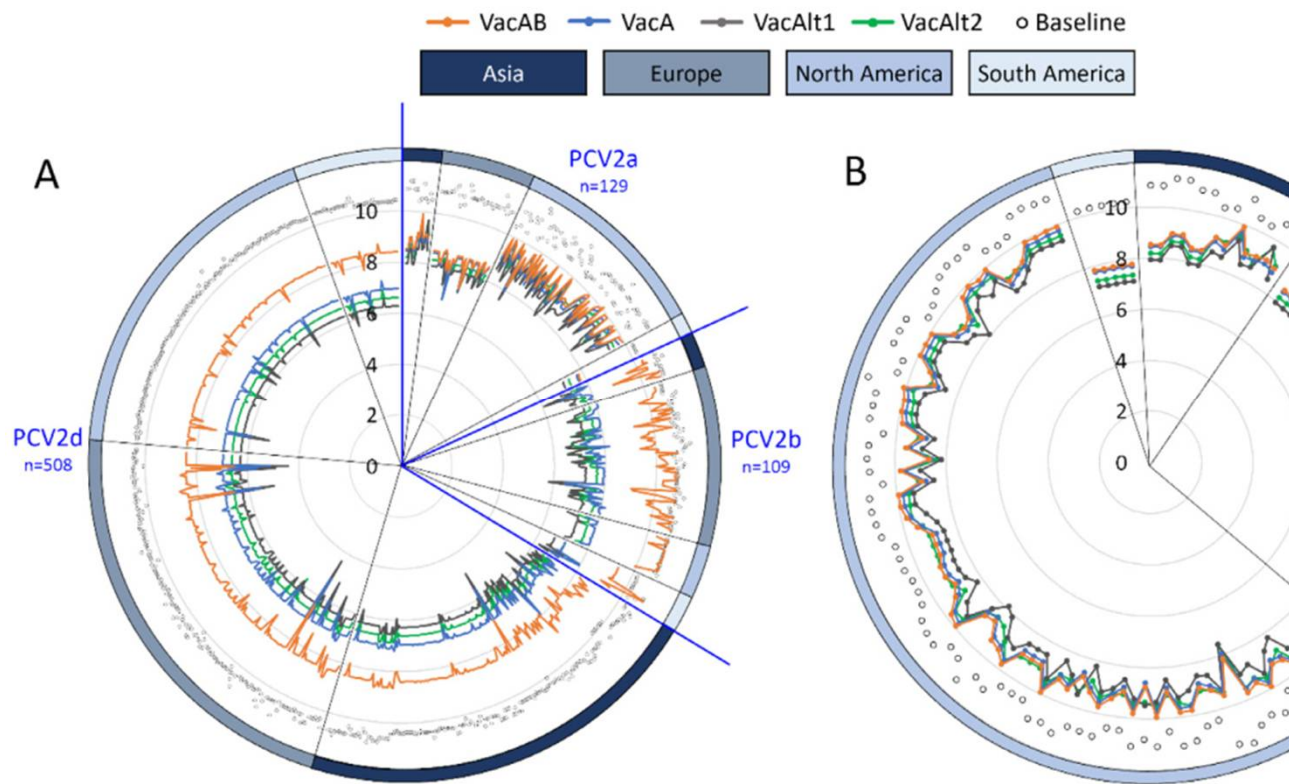 VacAB VacA VacAlt1 VacAlt2 Baseline
Asia Europe North America South America
A
PCV2a
n=129
10
8
6
4
2
0
PCV2b
n=109
PCV2d
n=508
B
10
8
6
4
2
0